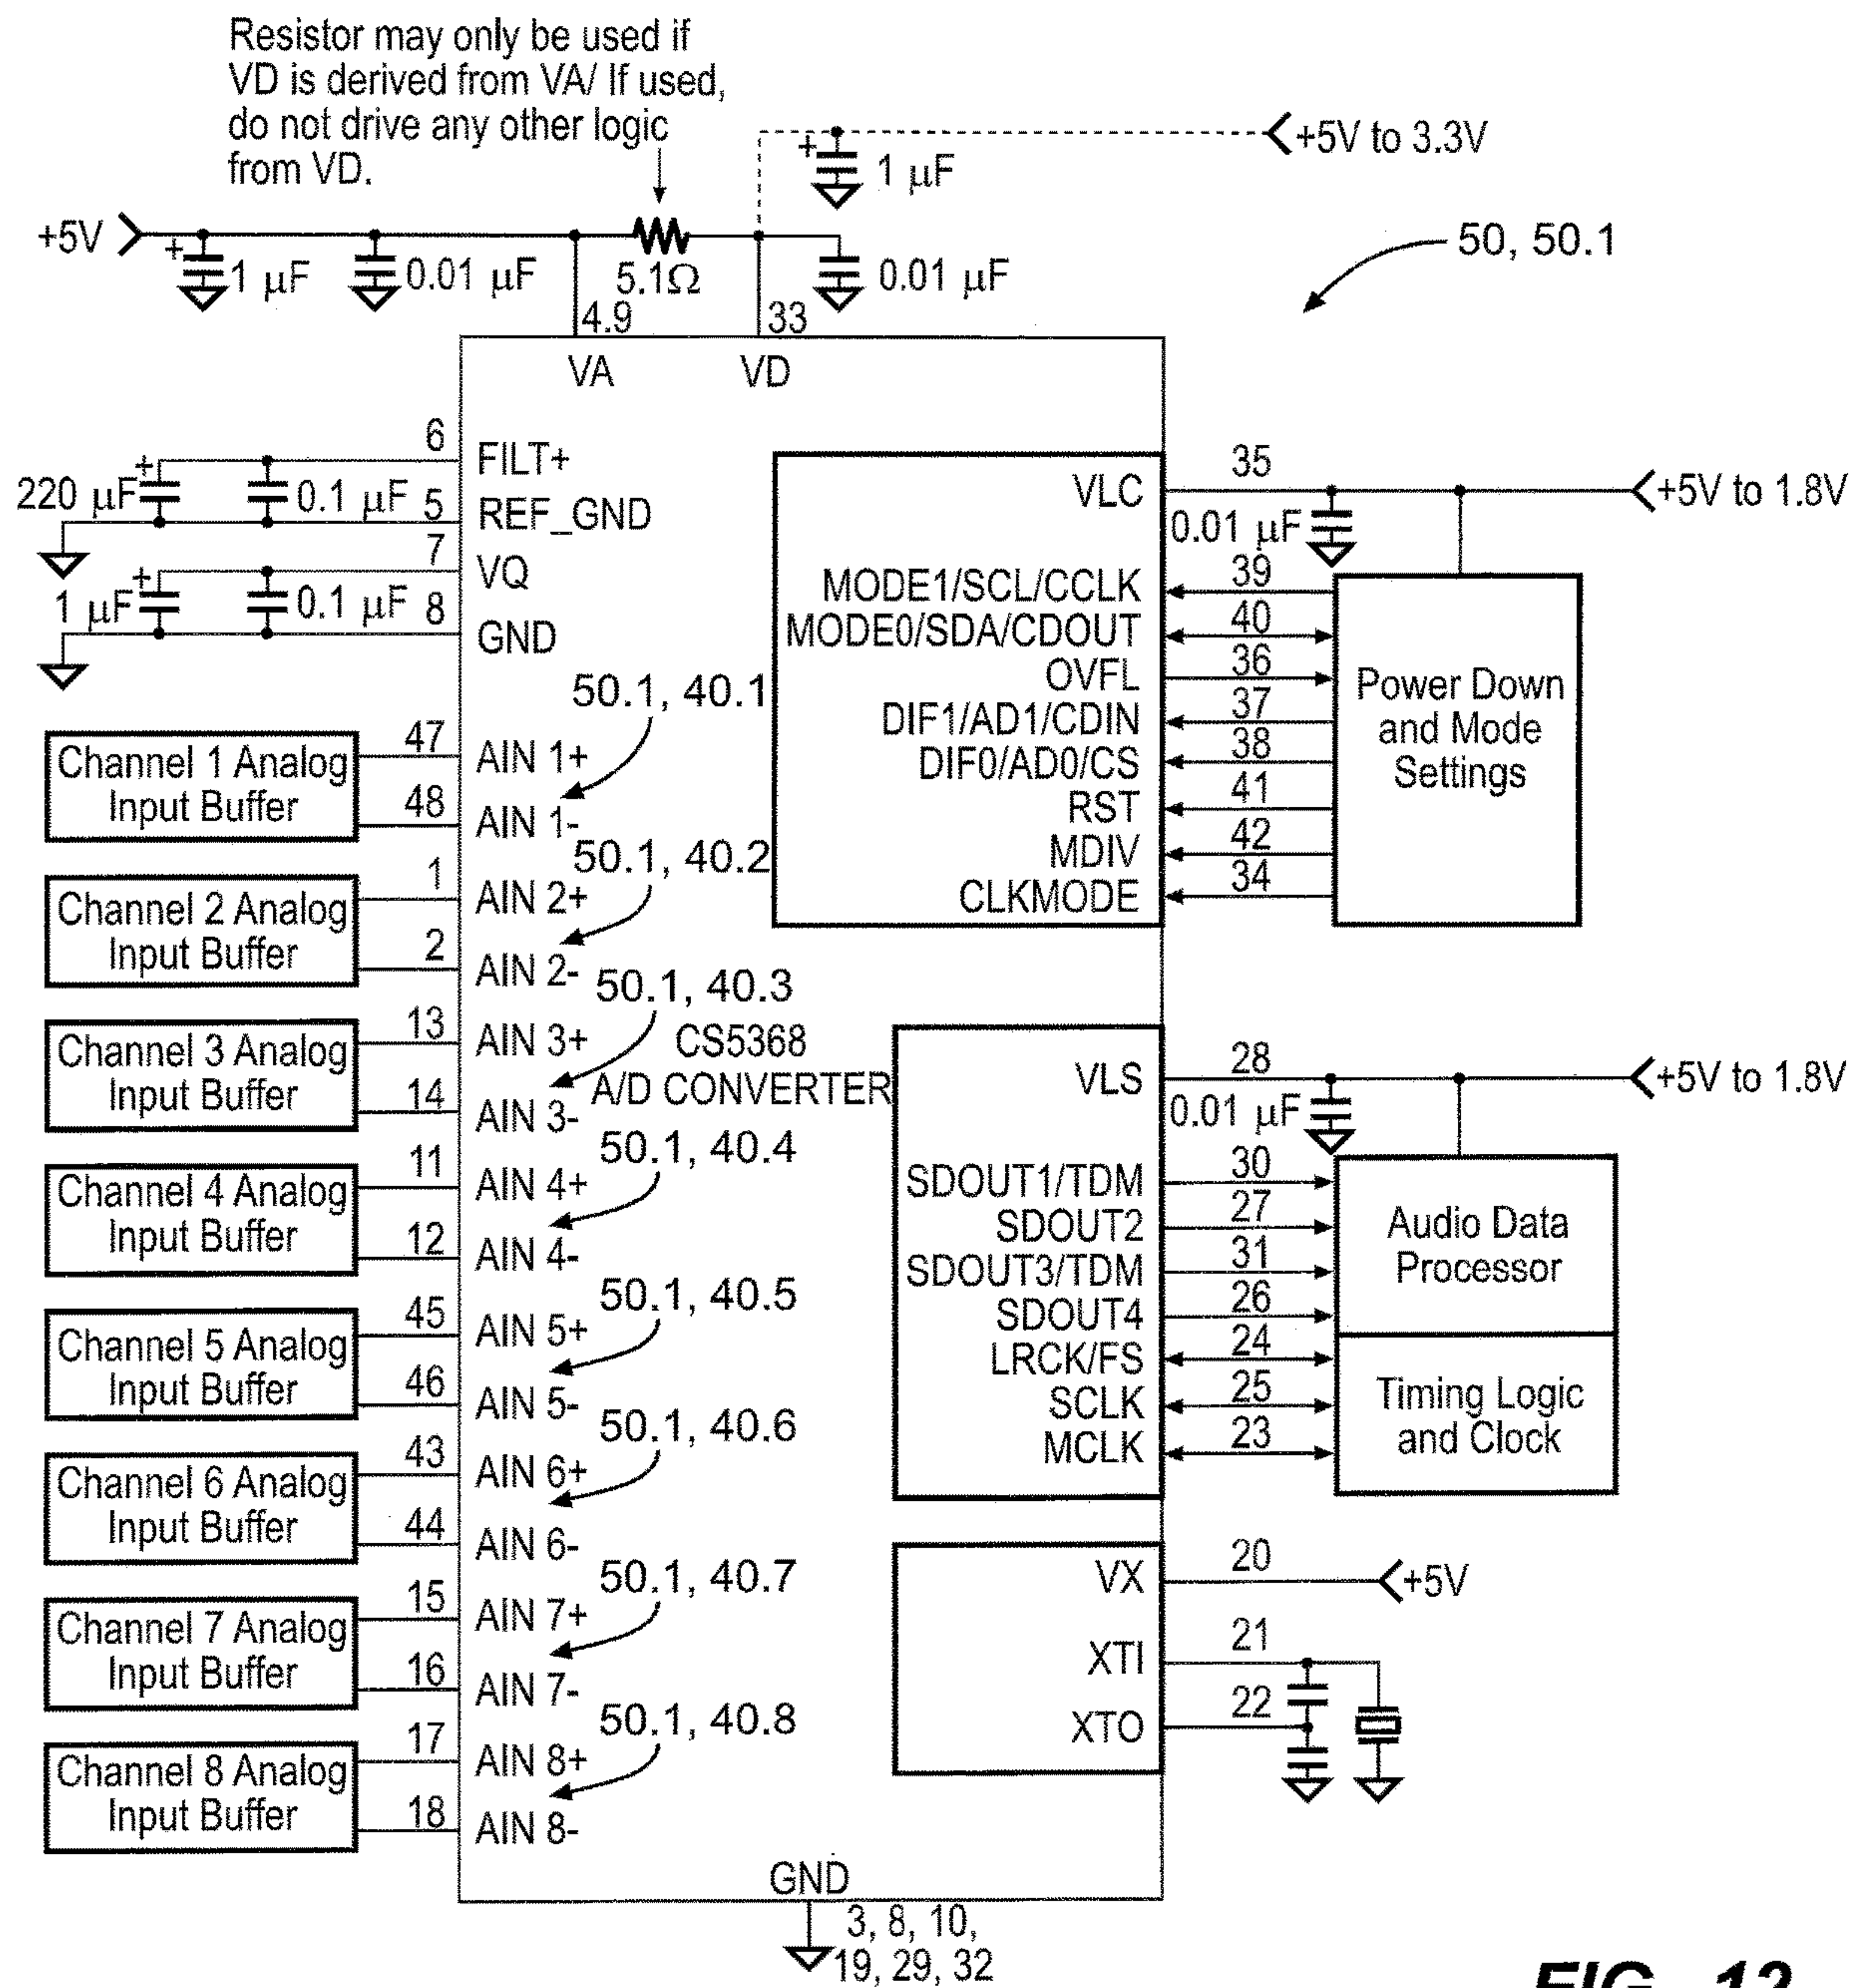 Resistor may only be used if
VD is derived from VA/ If used,
do not drive any other logic
from VD.
+5V to 3.3V
+ 1 µF
+5V
+ 1 µF
0.01 µF
5.1Ω
0.01 µF
50, 50.1
4.9
33
VA
VD
6
FILT+
+
220 µF
0.1 µF
5
REF_GND
7
VQ
+
1 µF
0.1 µF
8
GND
35
VLC
+5V to 1.8V
0.01 µF
MODE1/SCL/CCLK
39
MODE0/SDA/CDOUT
40
OVFL
36
DIF1/AD1/CDIN
37
DIF0/AD0/CS
38
RST
41
MDIV
42
CLKMODE
34
Power Down
and Mode
Settings
50.1, 40.1
Channel 1 Analog
Input Buffer
47
AIN 1+
48
AIN 1-
50.1, 40.2
Channel 2 Analog
Input Buffer
1
AIN 2+
2
AIN 2-
50.1, 40.3
Channel 3 Analog
Input Buffer
13
AIN 3+
14
AIN 3-
CS5368
A/D CONVERTER
50.1, 40.4
Channel 4 Analog
Input Buffer
11
AIN 4+
12
AIN 4-
50.1, 40.5
Channel 5 Analog
Input Buffer
45
AIN 5+
46
AIN 5-
50.1, 40.6
Channel 6 Analog
Input Buffer
43
AIN 6+
44
AIN 6-
50.1, 40.7
Channel 7 Analog
Input Buffer
15
AIN 7+
16
AIN 7-
50.1, 40.8
Channel 8 Analog
Input Buffer
17
AIN 8+
18
AIN 8-
VLS
28
+5V to 1.8V
0.01 µF
SDOUT1/TDM
30
SDOUT2
27
SDOUT3/TDM
31
SDOUT4
26
LRCK/FS
24
SCLK
25
MCLK
23
Audio Data
Processor
Timing Logic
and Clock
VX
20
+5V
XTI
21
XTO
22
GND
3, 8, 10,
19, 29, 32
FIG. 12